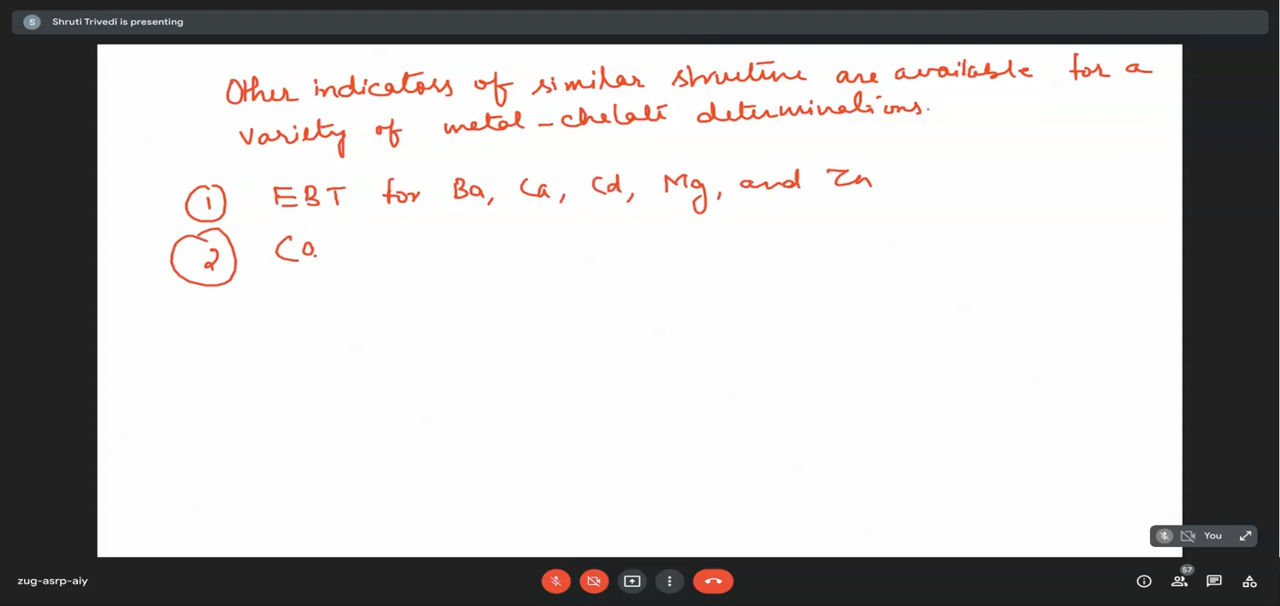 S Shruti Trivedi is presenting
Other indicators of similar structure are available for a
variety of metal-chelate determinations.
1 EBT for Ba, Ca, Cd, Mg, and Zn
2 Ca
You
zug-asrp-aiy
57